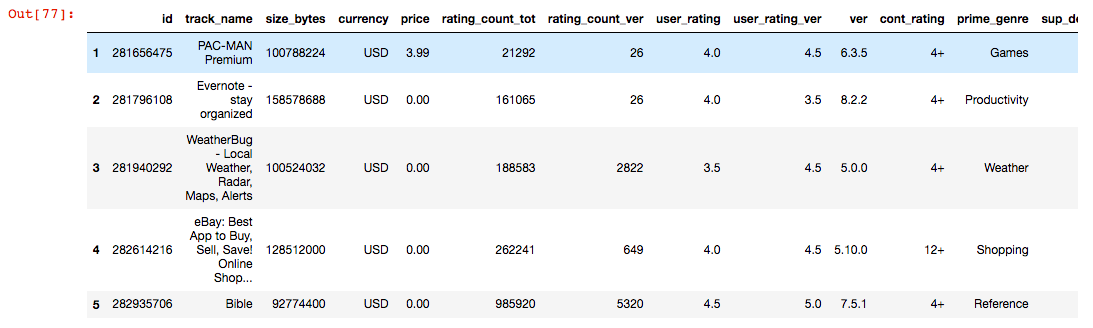 Out[77]:
id track_name size_bytes currency price rating_count_tot rating_count_ver user_rating user_rating_ver ver cont_rating prime_genre sup_de
1 281656475 PAC-MAN Premium 100788224 USD 3.99 21292 26 4.0 4.5 6.3.5 4+ Games
2 281796108 Evernote - stay organized 158578688 USD 0.00 161065 26 4.0 3.5 8.2.2 4+ Productivity
3 281940292 WeatherBug - Local Weather, Radar, Maps, Alerts 100524032 USD 0.00 188583 2822 3.5 4.5 5.0.0 4+ Weather
4 282614216 eBay: Best App to Buy, Sell, Save! Online Shop... 128512000 USD 0.00 262241 649 4.0 4.5 5.10.0 12+ Shopping
5 282935706 Bible 92774400 USD 0.00 985920 5320 4.5 5.0 7.5.1 4+ Reference